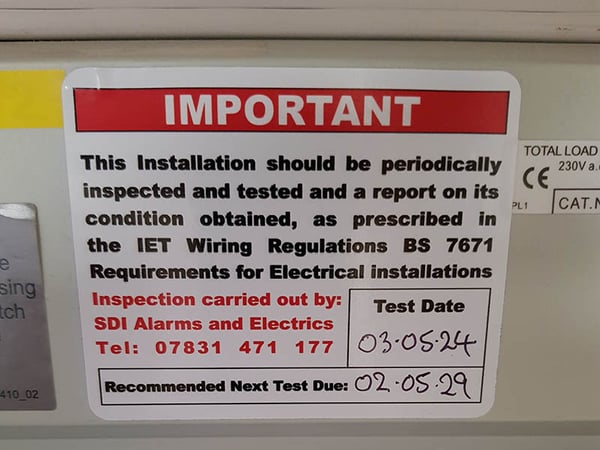 IMPORTANT
This Installation should be periodically
inspected and tested and a report on its
condition obtained, as prescribed in
the IET Wiring Regulations BS 7671
Requirements for Electrical installations
Inspection carried out by:
SDI Alarms and Electrics
Tel: 07831 471 177
Test Date
03·05·24
Recommended Next Test Due: 02·05·29
TOTAL LOAD
230V a.
CE
PL1
CAT.N
e
sing
tch
410_02